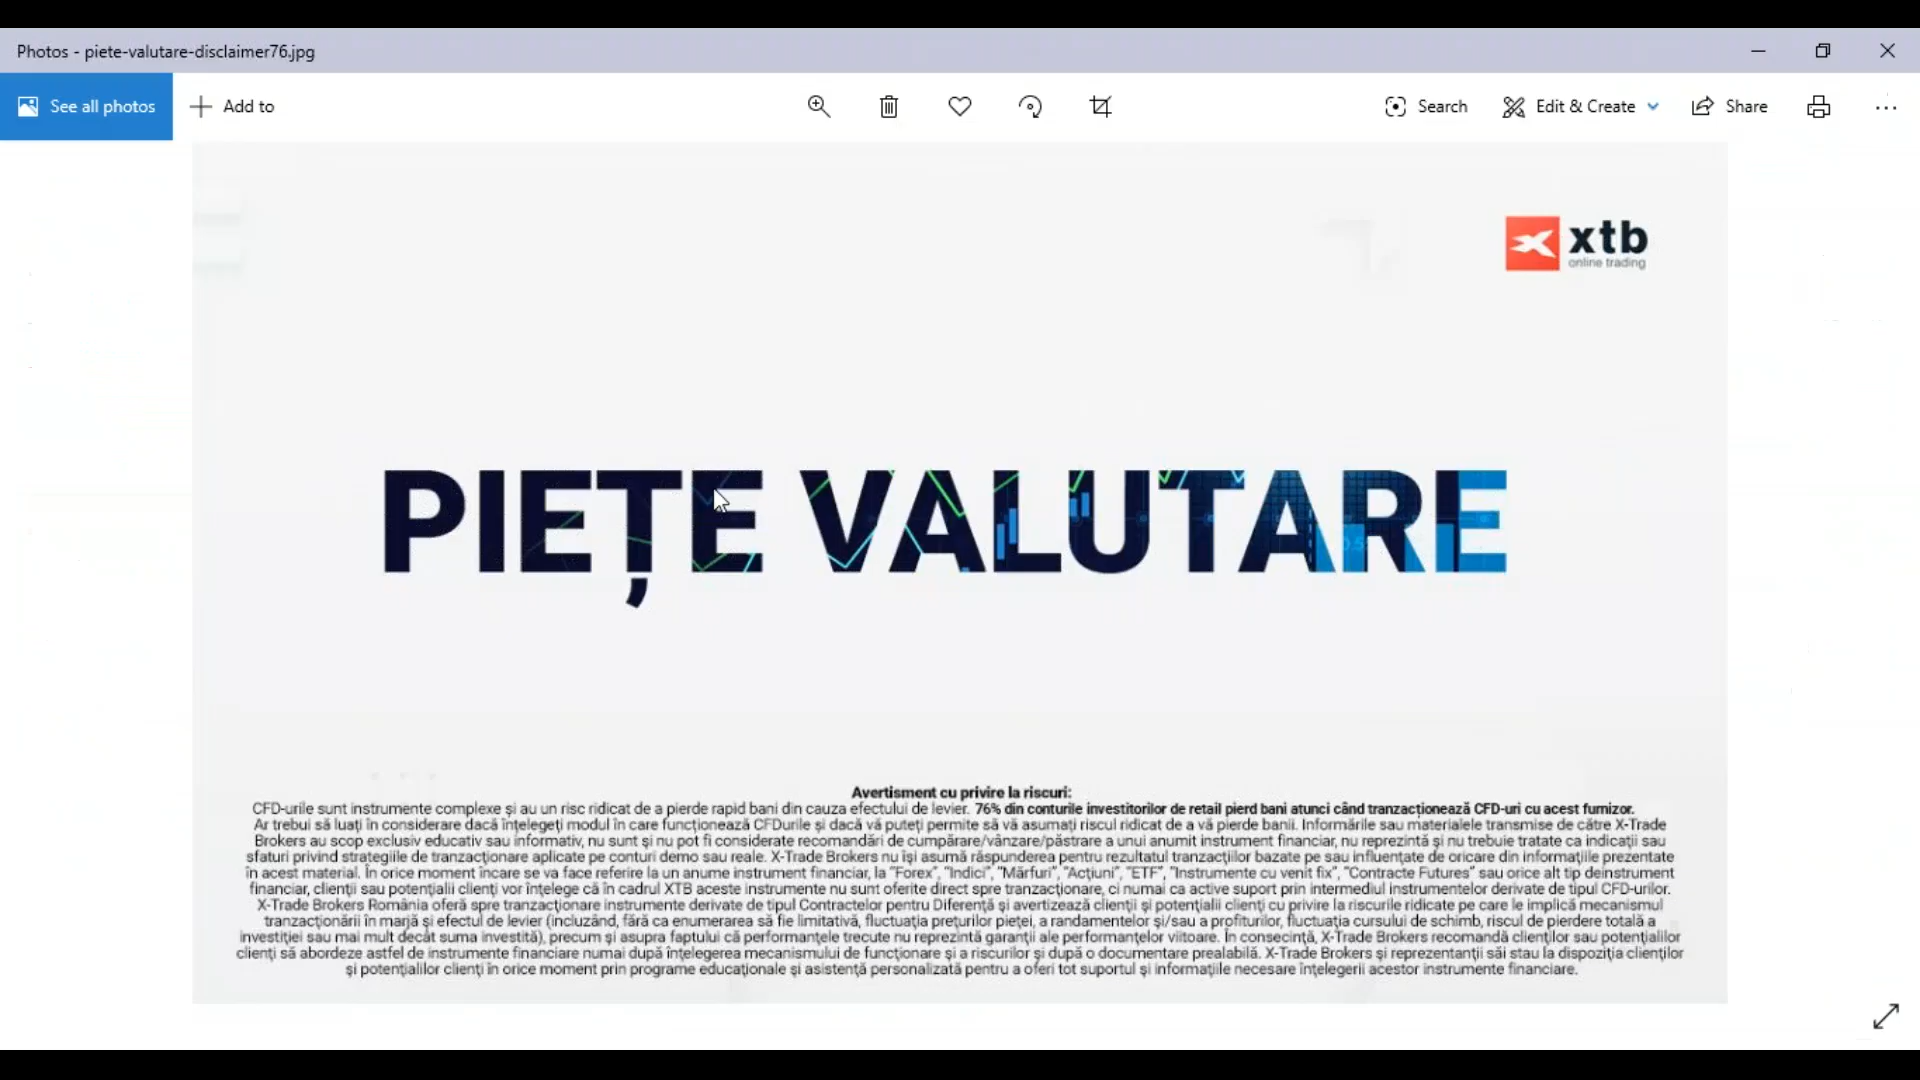 Photos - piete-valutare-disclaimer76.jpg
See all photos
Add to
Search
Edit & Create
Share
xtb
online trading
PIEȚE VALUTARE
Avertisment cu privire la riscuri:
CFD-urile sunt instrumente complexe și au un risc ridicat de a pierde rapid bani din cauza efectului de levier. 76% din conturile investitorilor de retail pierd bani atunci când tranzacționează CFD-uri cu acest furnizor.
Ar trebui să luați în considerare dacă înțelegeți modul în care funcționează CFDurile și dacă vă puteți permite să vă asumați riscul ridicat de a vă pierde banii. Informările sau materialele transmise de către X-Trade
Brokers au scop exclusiv educativ sau informativ, nu sunt și nu pot fi considerate recomandări de cumpărare/vânzare/păstrare a unui anumit instrument financiar, nu reprezintă și nu trebuie tratate ca indicații sau
sfaturi privind strategiile de tranzacționare aplicate pe conturi demo sau reale. X-Trade Brokers nu își asumă răspunderea pentru rezultatul tranzacțiilor bazate pe sau influențate de oricare din informațiile prezentate
în acest material. În orice moment încare se va face referire la un anume instrument financiar, la "Forex", "Indici", "Mărfuri", "Acțiuni", "ETF", "Instrumente cu venit fix", "Contracte Futures" sau orice alt tip deinstrument
financiar, clienții sau potențialii clienți vor înțelege că în cadrul XTB aceste instrumente nu sunt oferite direct spre tranzacționare, ci numai ca active suport prin intermediul instrumentelor derivate de tipul CFD-urilor.
X-Trade Brokers România oferă spre tranzacționare instrumente derivate de tipul Contractelor pentru Diferență și avertizează clienții și potențialii clienți cu privire la riscurile ridicate pe care le implică mecanismul
tranzacționării în marjă și efectul de levier (incluzând, fără ca enumerarea să fie limitativă, fluctuația prețurilor pieței, a randamentelor și/sau a profiturilor, fluctuația cursului de schimb, riscul de pierdere totală a
investiției sau mai mult decât suma investită), precum și asupra faptului că performanțele trecute nu reprezintă garanții ale performanțelor viitoare. În consecință, X-Trade Brokers recomandă clienților sau potențialilor
clienți să abordeze astfel de instrumente financiare numai după înțelegerea mecanismului de funcționare și a riscurilor și după o documentare prealabilă. X-Trade Brokers și reprezentanții săi stau la dispoziția clienților
și potențialilor clienți în orice moment prin programe educaționale și asistență personalizată pentru a oferi tot suportul și informațiile necesare înțelegerii acestor instrumente financiare.